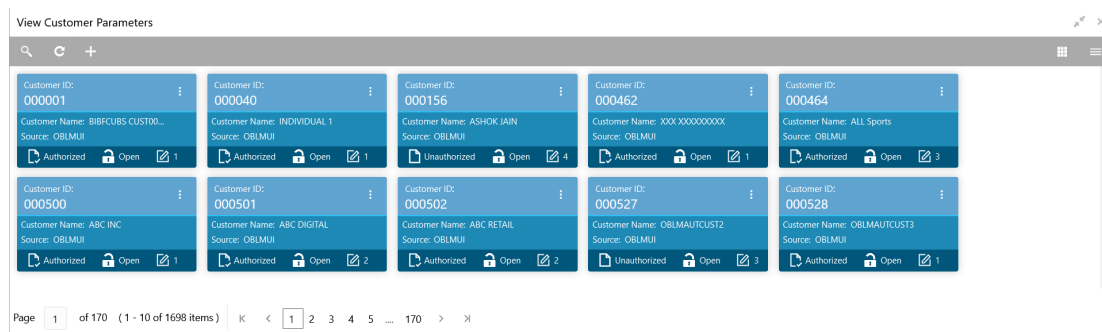 View Customer Parameters
Customer ID:
000001
Customer Name: BIBFCUBS CUST00...
Source: OBLMUI
Authorized Open 1
Customer ID:
000040
Customer Name: INDIVIDUAL 1
Source: OBLMUI
Authorized Open 1
Customer ID:
000156
Customer Name: ASHOK JAIN
Source: OBLMUI
Unauthorized Open 4
Customer ID:
000462
Customer Name: XXX XXXXXXXXX
Source: OBLMUI
Authorized Open 1
Customer ID:
000464
Customer Name: ALL Sports
Source: OBLMUI
Authorized Open 3
Customer ID:
000500
Customer Name: ABC INC
Source: OBLMUI
Authorized Open 1
Customer ID:
000501
Customer Name: ABC DIGITAL
Source: OBLMUI
Authorized Open 2
Customer ID:
000502
Customer Name: ABC RETAIL
Source: OBLMUI
Authorized Open 2
Customer ID:
000527
Customer Name: OBLMAUTCUST2
Source: OBLMUI
Unauthorized Open 3
Customer ID:
000528
Customer Name: OBLMAUTCUST3
Source: OBLMUI
Authorized Open 1
Page 1 of 170 ( 1 - 10 of 1698 items ) 1 2 3 4 5 .... 170